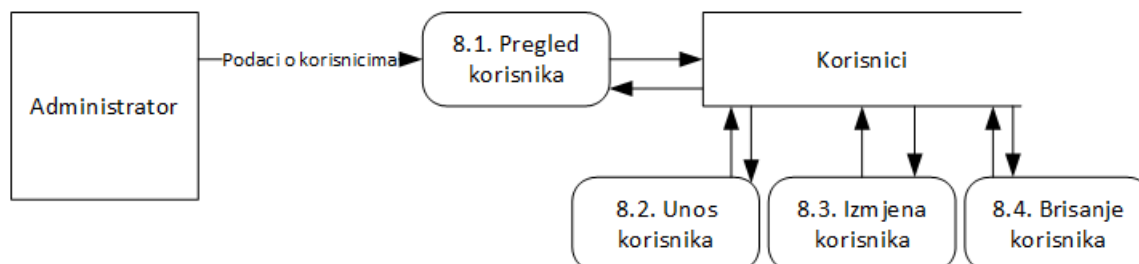 Administrator
Podaci o korisnicima
8.1. Pregled
korisnika
Korisnici
8.2. Unos
korisnika
8.3. Izmjena
korisnika
8.4. Brisanje
korisnika